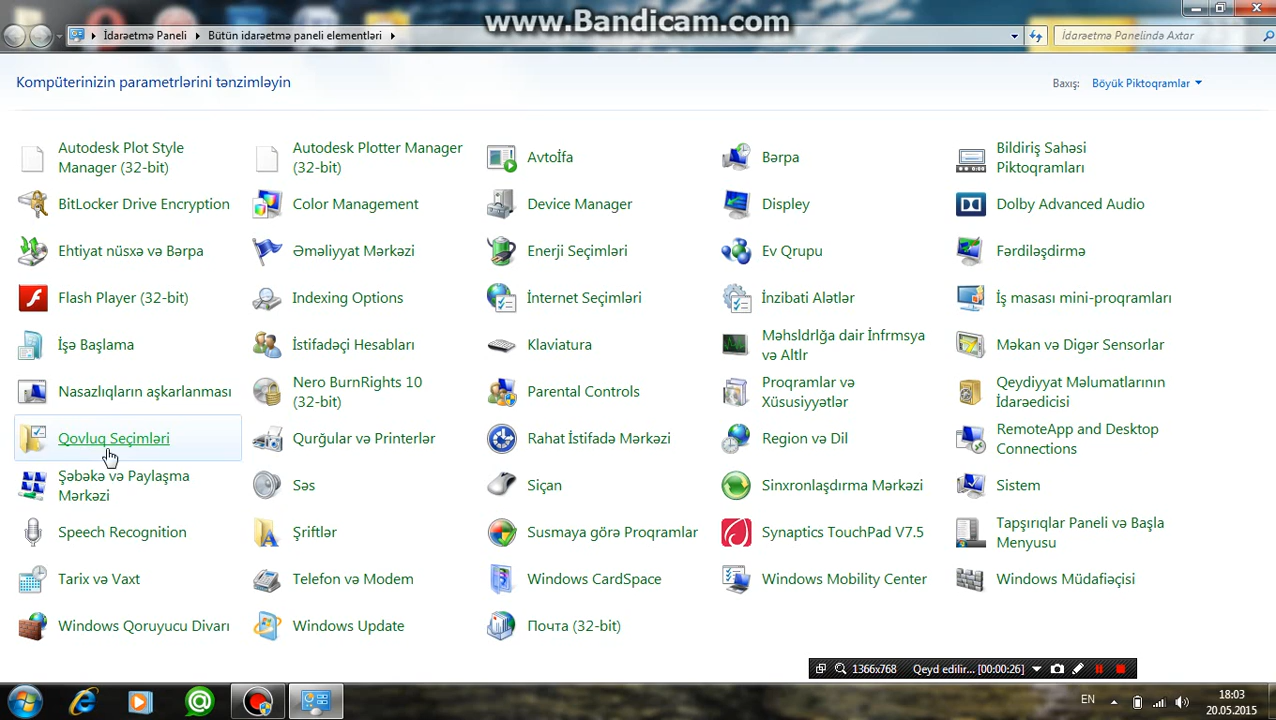 www.Bandicam.com
İdarəetmə Paneli
Bütün idarəetmə paneli elementləri
İdarəetmə Panelində Axtar
Kompüterinizin parametrlərini tənzimləyin
Baxış:
Böyük Piktoqramlar
Autodesk Plot Style
Manager (32-bit)
Autodesk Plotter Manager
(32-bit)
Avtoİfa
Bərpa
Bildiriş Sahəsi
Piktoqramları
BitLocker Drive Encryption
Color Management
Device Manager
Displey
Dolby Advanced Audio
Ehtiyat nüsxə və Bərpa
Əməliyyat Mərkəzi
Enerji Seçimləri
Ev Qrupu
Fərdiləşdirmə
Flash Player (32-bit)
Indexing Options
İnternet Seçimləri
İnzibati Alətlər
İş masası mini-proqramları
İşə Başlama
İstifadəçi Hesabları
Klaviatura
Məhsldrlğa dair İnfrmsya
və Altlr
Məkan və Digər Sensorlar
Nasazlıqların aşkarlanması
Nero BurnRights 10
(32-bit)
Parental Controls
Proqramlar və
Xüsusiyyətlər
Qeydiyyat Məlumatlarının
İdarəedicisi
Qovluq Seçimləri
Qurğular və Printerlər
Rahat İstifadə Mərkəzi
Region və Dil
RemoteApp and Desktop
Connections
Şəbəkə və Paylaşma
Mərkəzi
Səs
Siçan
Sinxronlaşdırma Mərkəzi
Sistem
Speech Recognition
Şriftlər
Susmaya görə Proqramlar
Synaptics TouchPad V7.5
Tapşırıqlar Paneli və Başla
Menyusu
Tarix və Vaxt
Telefon və Modem
Windows CardSpace
Windows Mobility Center
Windows Müdafiəçisi
Windows Qoruyucu Divarı
Windows Update
Почта (32-bit)
1366x768
Qeyd edilir... [00:00:26]
EN
18:03
20.05.2015